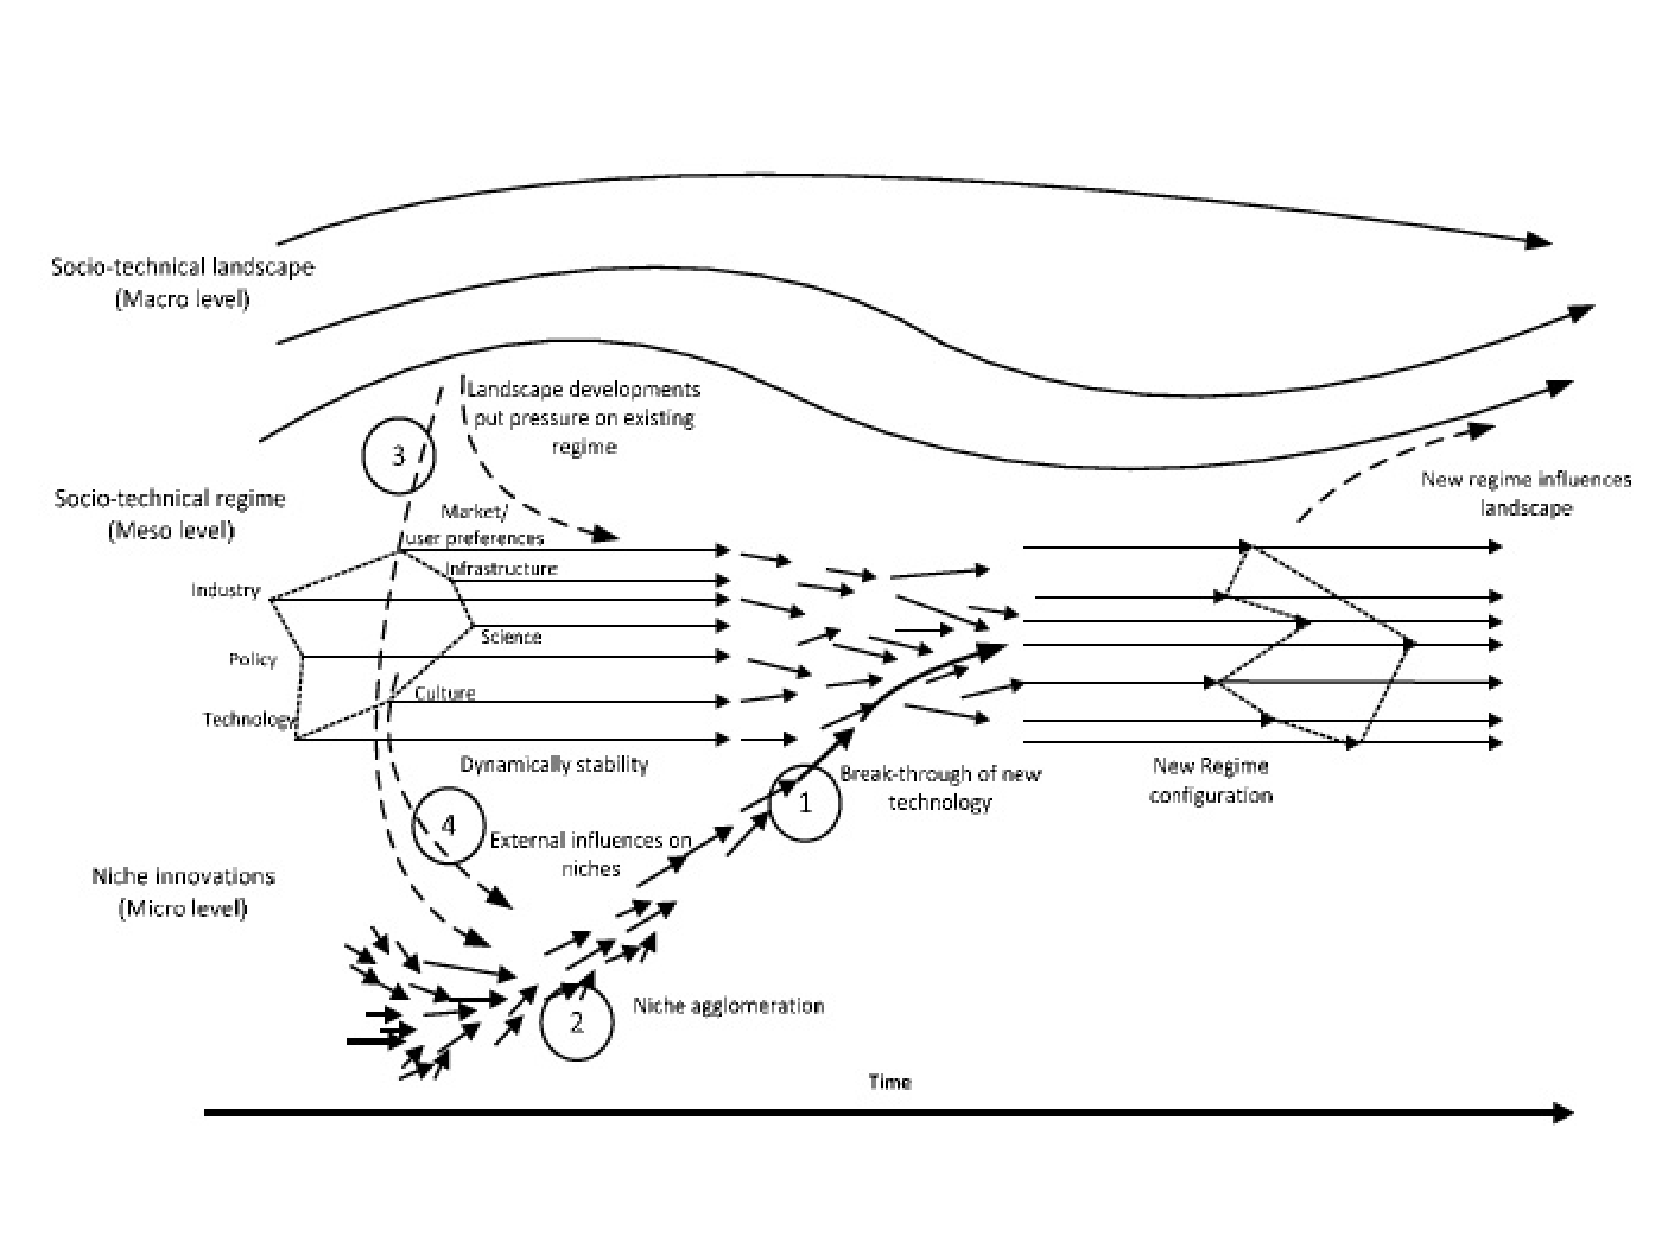 Socio-technical landscape
(Macro level)
Landscape developments
put pressure on existing
regime
3
New regime influences
landscape
Socio-technical regime
(Meso level)
Market/
user preferences
Infrastructure
Industry
Science
Policy
Culture
Technology
Dynamically stability
New Regime
configuration
Break-through of new
technology
1
4
External influences on
niches
Niche innovations
(Micro level)
Niche agglomeration
2
Time